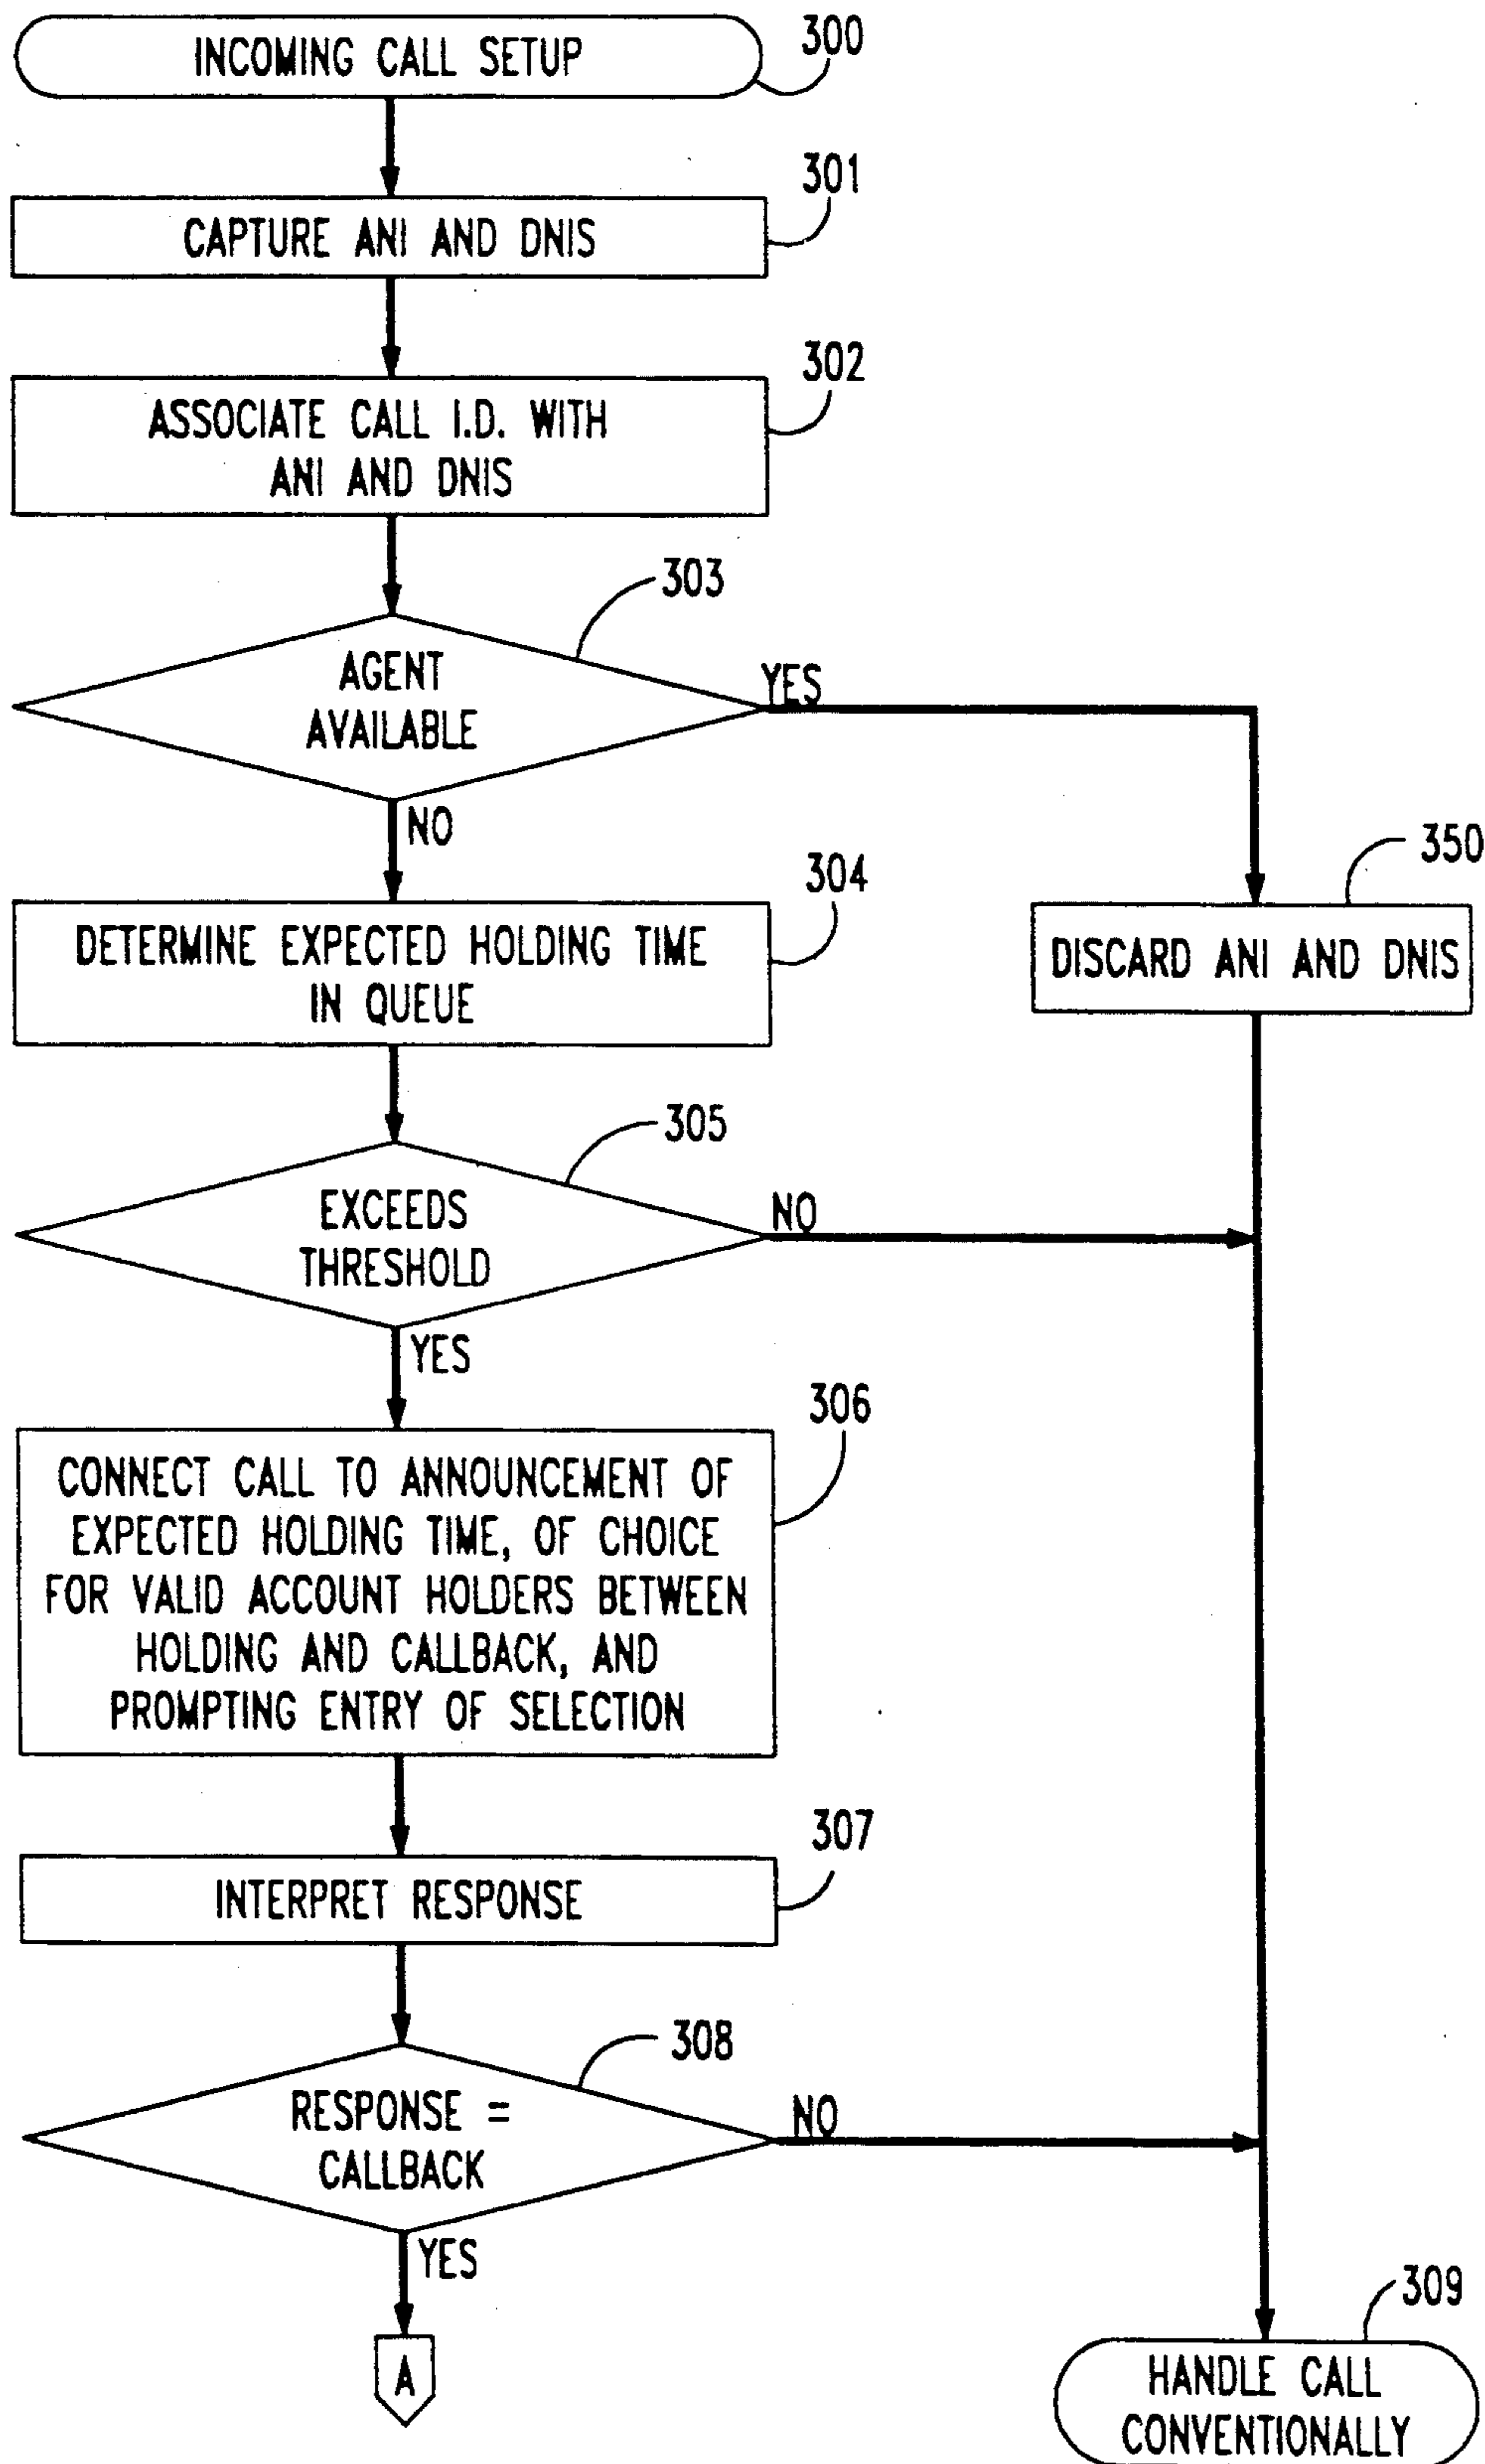 INCOMING CALL SETUP
300
301
CAPTURE ANI AND DNIS
302
ASSOCIATE CALL I.D. WITH
ANI AND DNIS
303
AGENT
AVAILABLE
YES
NO
350
304
DETERMINE EXPECTED HOLDING TIME
IN QUEUE
DISCARD ANI AND DNIS
305
EXCEEDS
THRESHOLD
NO
YES
306
CONNECT CALL TO ANNOUNCEMENT OF
EXPECTED HOLDING TIME, OF CHOICE
FOR VALID ACCOUNT HOLDERS BETWEEN
HOLDING AND CALLBACK, AND
PROMPTING ENTRY OF SELECTION
307
INTERPRET RESPONSE
308
RESPONSE =
CALLBACK
NO
YES
A
309
HANDLE CALL
CONVENTIONALLY